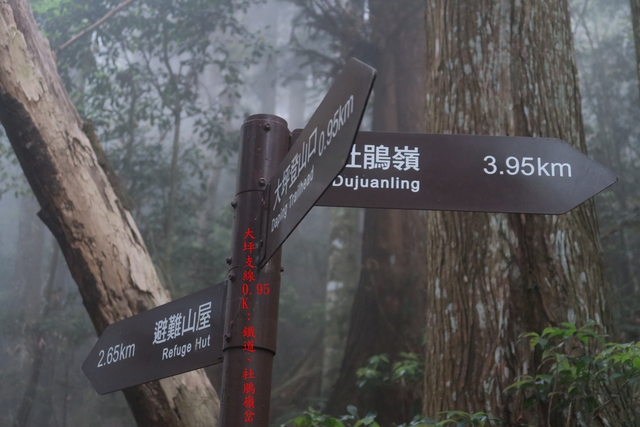 大坪登山口 0.95km
Daping Trailhead
杜鵑嶺 3.95km
Dujuanling
避難山屋
2.65km
Refuge Hut
大坪支線0.95K；鐵道、杜鵑嶺岔